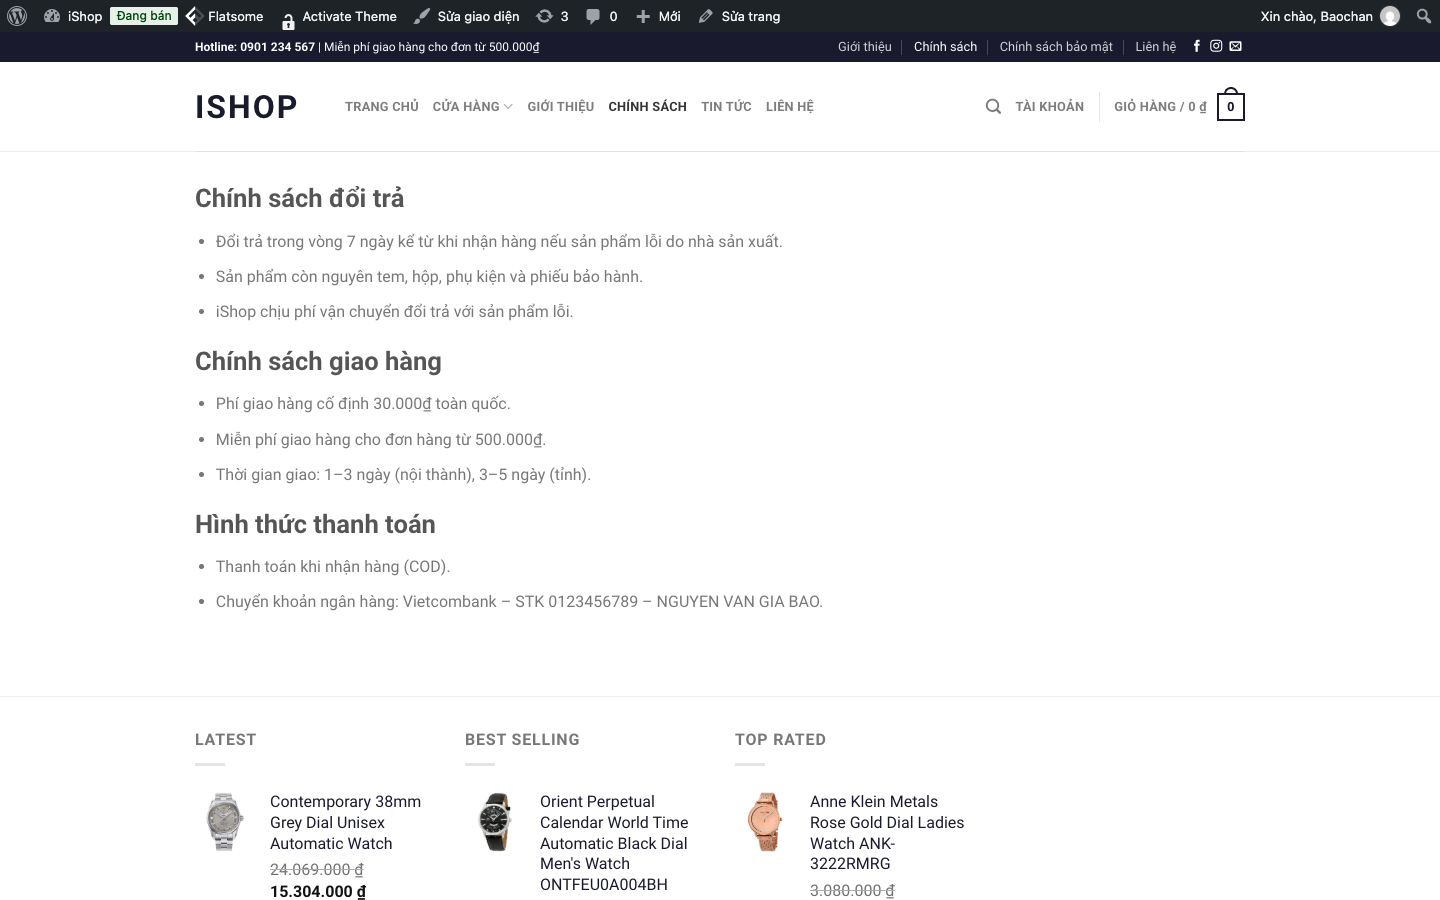 iShop Đang bán Flatsome Activate Theme Sửa giao diện 3 0 Mới Sửa trang Xin chào, Baochan
Hotline: 0901 234 567 | Miễn phí giao hàng cho đơn từ 500.000₫ Giới thiệu Chính sách Chính sách bảo mật Liên hệ
ISHOP TRANG CHỦ CỬA HÀNG GIỚI THIỆU CHÍNH SÁCH TIN TỨC LIÊN HỆ TÀI KHOẢN GIỎ HÀNG / 0 ₫ 0
Chính sách đổi trả
• Đổi trả trong vòng 7 ngày kể từ khi nhận hàng nếu sản phẩm lỗi do nhà sản xuất.
• Sản phẩm còn nguyên tem, hộp, phụ kiện và phiếu bảo hành.
• iShop chịu phí vận chuyển đổi trả với sản phẩm lỗi.
Chính sách giao hàng
• Phí giao hàng cố định 30.000₫ toàn quốc.
• Miễn phí giao hàng cho đơn hàng từ 500.000₫.
• Thời gian giao: 1–3 ngày (nội thành), 3–5 ngày (tỉnh).
Hình thức thanh toán
• Thanh toán khi nhận hàng (COD).
• Chuyển khoản ngân hàng: Vietcombank – STK 0123456789 – NGUYEN VAN GIA BAO.
LATEST
Contemporary 38mm
Grey Dial Unisex
Automatic Watch
24.069.000 ₫
15.304.000 ₫
BEST SELLING
Orient Perpetual
Calendar World Time
Automatic Black Dial
Men's Watch
ONTFEU0A004BH
TOP RATED
Anne Klein Metals
Rose Gold Dial Ladies
Watch ANK-
3222RMRG
3.080.000 ₫